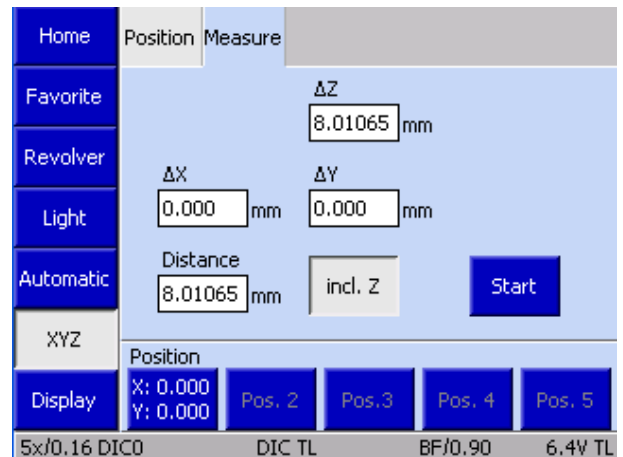 Home
Favorite
Revolver
Light
Automatic
XYZ
Display
Position Measure
ΔZ
8.01065 mm
ΔX ΔY
0.000 mm 0.000 mm
Distance
8.01065 mm incl. Z Start
Position
X: 0.000
Y: 0.000
Pos. 2 Pos.3 Pos. 4 Pos. 5
5x/0.16 DIC0 DIC TL BF/0.90 6.4V TL